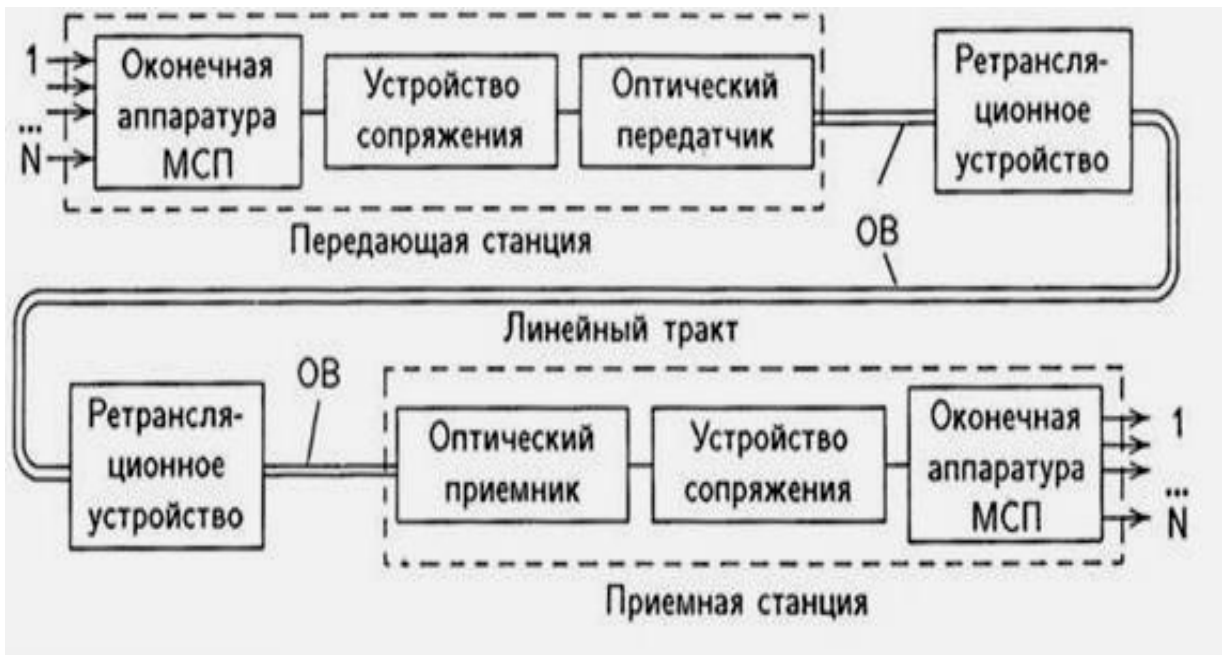 1
...
N
Оконечная
аппаратура
МСП
Устройство
сопряжения
Оптический
передатчик
Ретрансля-
ционное
устройство
Передающая станция
ОВ
Линейный тракт
ОВ
Ретрансля-
ционное
устройство
Оптический
приемник
Устройство
сопряжения
Оконечная
аппаратура
МСП
1
...
N
Приемная станция